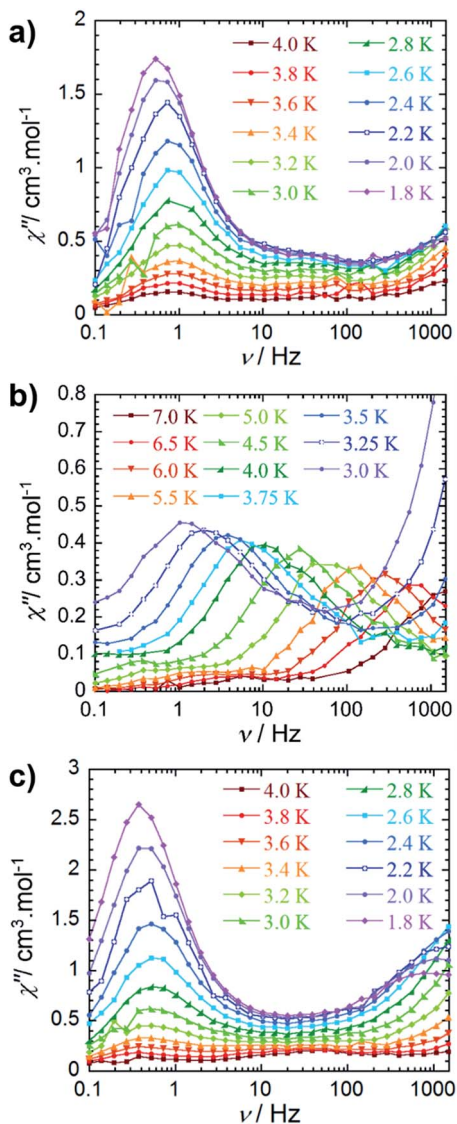 a)
4.0 K 2.8 K
3.8 K 2.6 K
3.6 K 2.4 K
3.4 K 2.2 K
3.2 K 2.0 K
3.0 K 1.8 K
2
1.5
1
0.5
0
χ''/ cm³.mol⁻¹
0.1 1 10 100 1000
ν / Hz
b)
7.0 K 5.0 K 3.5 K
6.5 K 4.5 K 3.25 K
6.0 K 4.0 K 3.0 K
5.5 K 3.75 K
0.8
0.7
0.6
0.5
0.4
0.3
0.2
0.1
0
χ''/ cm³.mol⁻¹
0.1 1 10 100 1000
ν / Hz
c)
4.0 K 2.8 K
3.8 K 2.6 K
3.6 K 2.4 K
3.4 K 2.2 K
3.2 K 2.0 K
3.0 K 1.8 K
3
2.5
2
1.5
1
0.5
0
χ''/ cm³.mol⁻¹
0.1 1 10 100 1000
ν / Hz